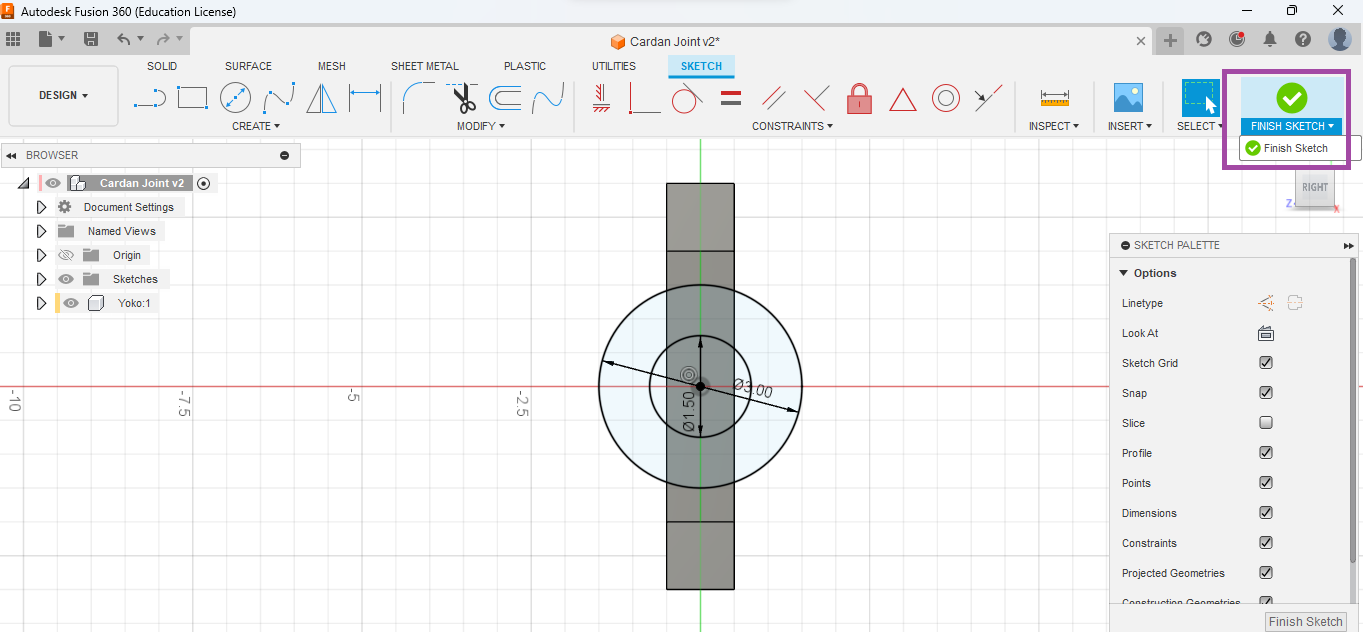 Autodesk Fusion 360 (Education License)
Cardan Joint v2*
SOLID SURFACE MESH SHEET METAL PLASTIC UTILITIES SKETCH
DESIGN
CREATE MODIFY CONSTRAINTS INSPECT INSERT SELECT FINISH SKETCH
Finish Sketch
BROWSER
Cardan Joint v2
Document Settings
Named Views
Origin
Sketches
Yoko:1
RIGHT
Z
X
-10
-7.5
-5
-2.5
Ø3.00
Ø1.50
SKETCH PALETTE
Options
Linetype
Look At
Sketch Grid
Snap
Slice
Profile
Points
Dimensions
Constraints
Projected Geometries
Construction Geometries
Finish Sketch